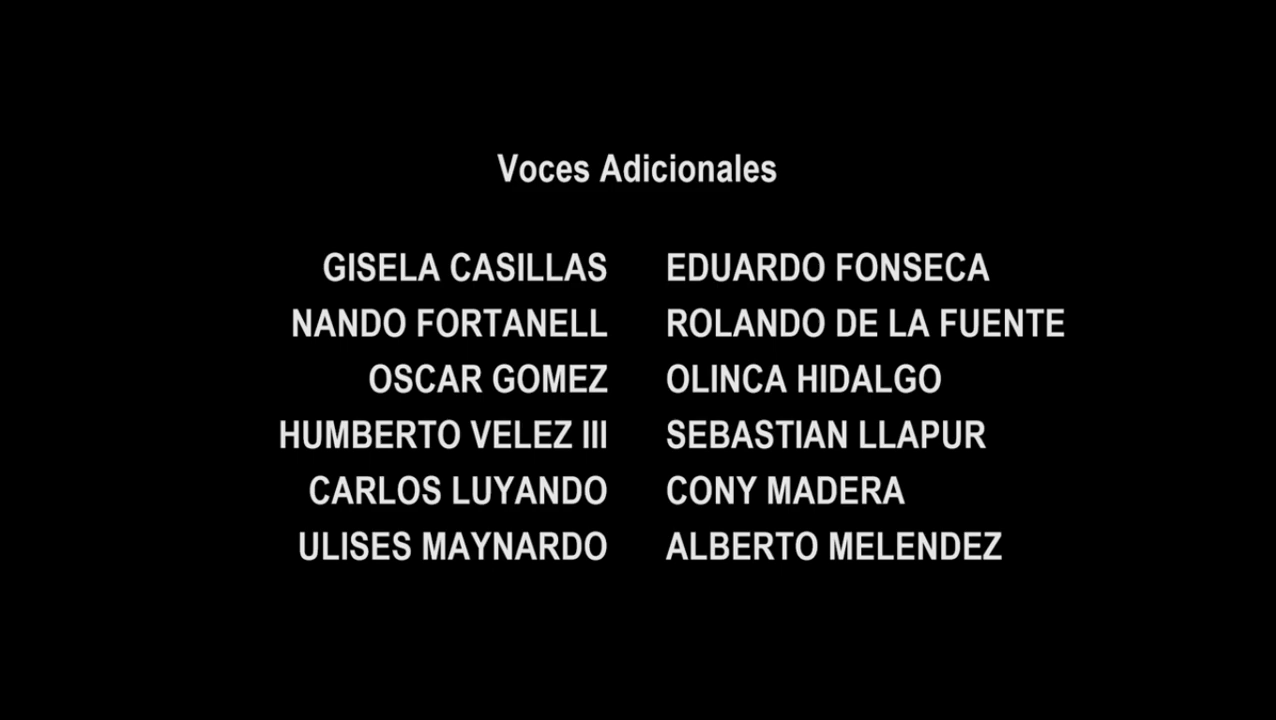 Voces Adicionales
GISELA CASILLAS EDUARDO FONSECA
NANDO FORTANELL ROLANDO DE LA FUENTE
OSCAR GOMEZ OLINCA HIDALGO
HUMBERTO VELEZ III SEBASTIAN LLAPUR
CARLOS LUYANDO CONY MADERA
ULISES MAYNARDO ALBERTO MELENDEZ